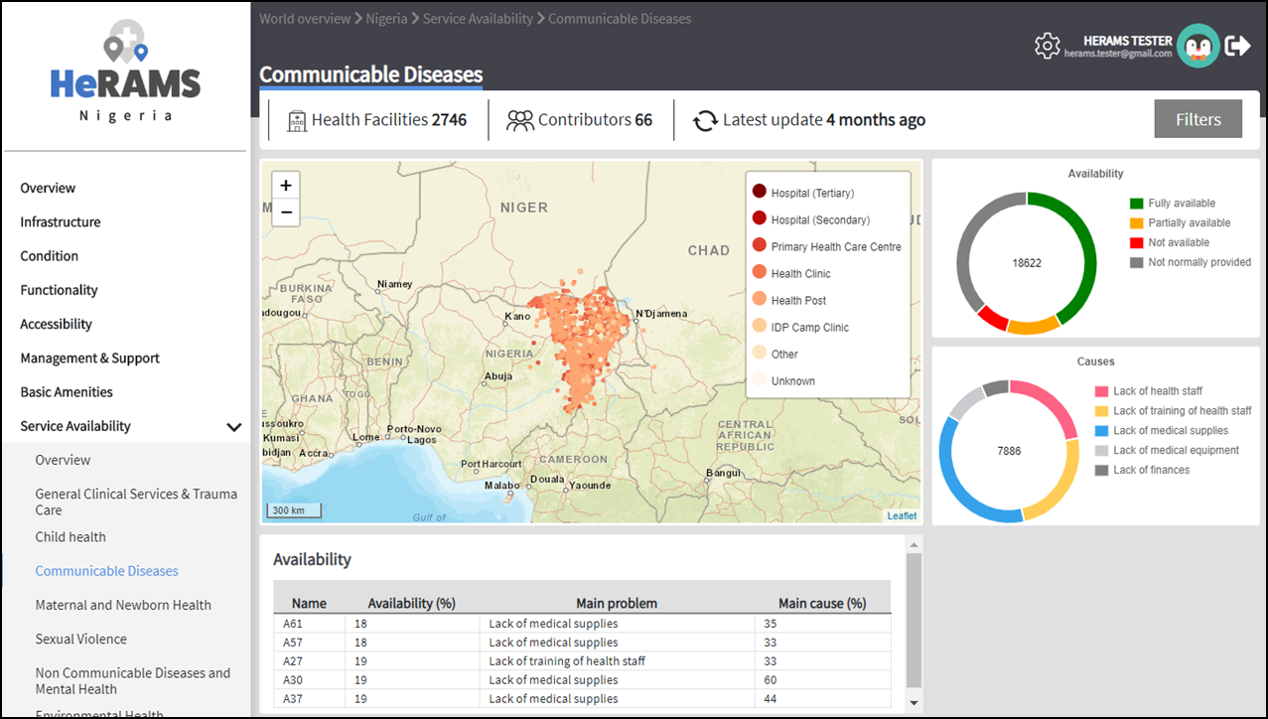 World overview > Nigeria > Service Availability > Communicable Diseases
HERAMS TESTER
herams.tester@gmail.com
HeRAMS
Nigeria
Communicable Diseases
Health Facilities 2746
Contributors 66
Latest update 4 months ago
Filters
Overview
Infrastructure
Condition
Functionality
Accessibility
Management & Support
Basic Amenities
Service Availability
Overview
General Clinical Services & Trauma
Care
Child health
Communicable Diseases
Maternal and Newborn Health
Sexual Violence
Non Communicable Diseases and
Mental Health
Environmental Health
+
−
M
NIGER
CHAD
UD
BURKINA
FASO
Niamey
adougou
Kano
N'Djamena
NIGERIA
BENIN
Abuja
GHANA
TOGO
ussoukro
Kumasi
Porto-Novo
Lome
Lagos
bidjan
Accra
CENTRAL
AFRICAN
REPUBLIC
SOU
Port Harcourt
CAMEROON
Bangui
Malabo
Douala
Yaounde
300 km
Gulf of
Leaflet
Hospital (Tertiary)
Hospital (Secondary)
Primary Health Care Centre
Health Clinic
Health Post
IDP Camp Clinic
Other
Unknown
Availability
18622
Fully available
Partially available
Not available
Not normally provided
Causes
7886
Lack of health staff
Lack of training of health staff
Lack of medical supplies
Lack of medical equipment
Lack of finances
Availability
Name Availability (%) Main problem Main cause (%)
A61 18 Lack of medical supplies 35
A57 18 Lack of medical supplies 33
A27 19 Lack of training of health staff 33
A30 19 Lack of medical supplies 60
A37 19 Lack of medical supplies 44